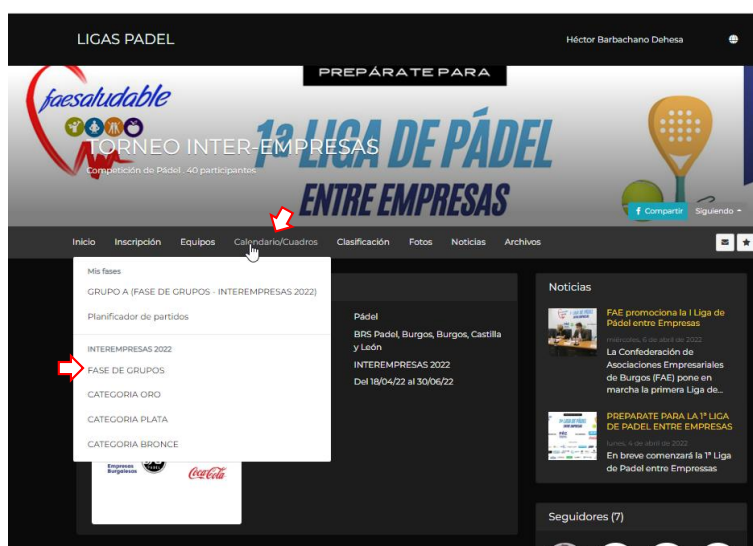 LIGAS PADEL
Héctor Barbachano Dehesa
PREPÁRATE PARA
faesaludable
1ª LIGA DE PÁDEL
TORNEO INTER-EMPRESAS
Competición de Pádel . 40 participantes
ENTRE EMPRESAS
Compartir
Siguiendo
Inicio Inscripción Equipos Calendario/Cuadros Clasificación Fotos Noticias Archivos
Mis fases
GRUPO A (FASE DE GRUPOS - INTEREMPRESAS 2022)
Planificador de partidos
INTEREMPRESAS 2022
FASE DE GRUPOS
CATEGORIA ORO
CATEGORIA PLATA
CATEGORIA BRONCE
Pádel
BRS Padel, Burgos, Burgos, Castilla
y León
INTEREMPRESAS 2022
Del 18/04/22 al 30/06/22
Empresas
Burgaleses
Coca-Cola
Noticias
FAE promociona la I Liga de
Pádel entre Empresas
miércoles, 6 de abril de 2022
La Confederación de
Asociaciones Empresariales
de Burgos (FAE) pone en
marcha la primera Liga de...
PREPARATE PARA LA 1ª LIGA
DE PADEL ENTRE EMPRESAS
lunes, 4 de abril de 2022
En breve comenzará la 1ª Liga
de Padel entre Empressas
Seguidores (7)